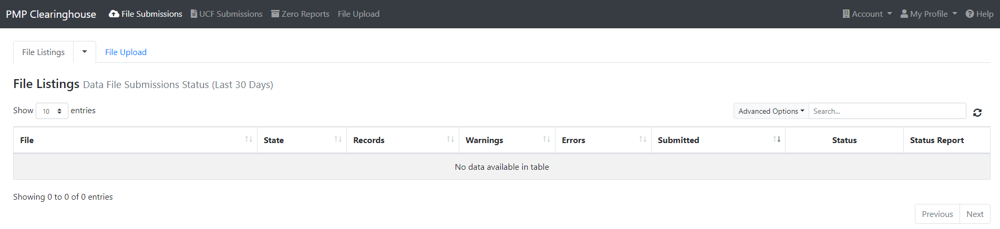 PMP Clearinghouse File Submissions UCF Submissions Zero Reports File Upload Account My Profile Help
File Listings File Upload
File Listings Data File Submissions Status (Last 30 Days)
Show 10 entries Advanced Options Search...
File State Records Warnings Errors Submitted Status Status Report
No data available in table
Showing 0 to 0 of 0 entries
Previous Next